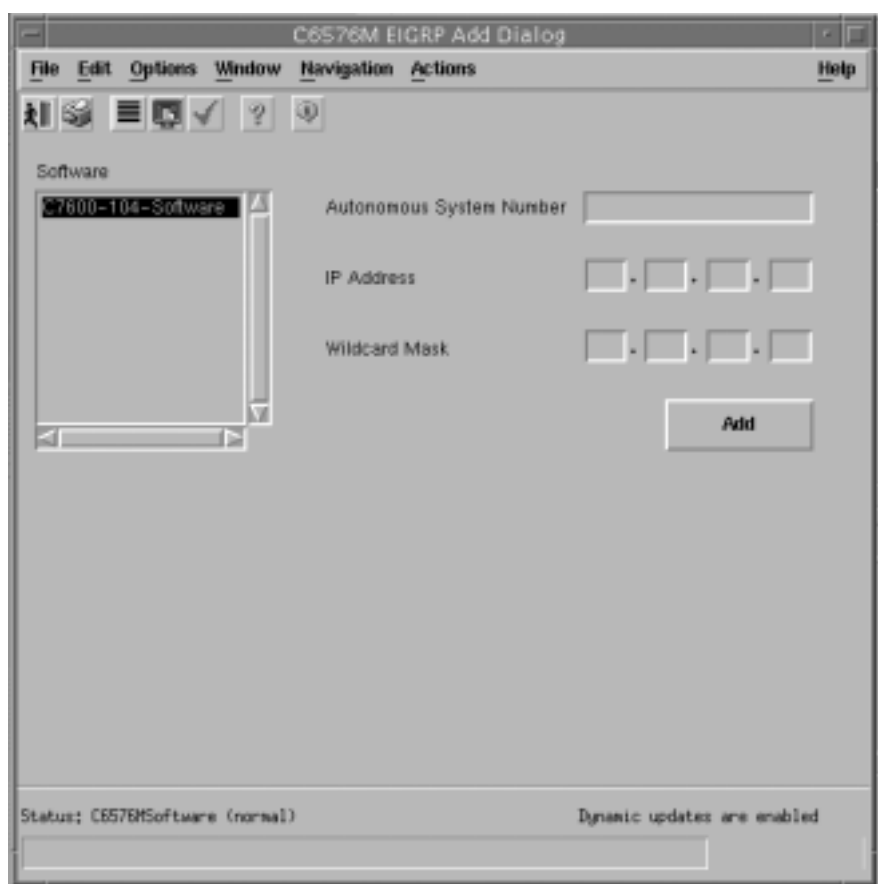 C6576M EIGRP Add Dialog
File Edit Options Window Navigation Actions Help
Software
C7600-104-Software
Autonomous System Number
IP Address
Wildcard Mask
Add
Status: C6576MSoftware (normal) Dynamic updates are enabled